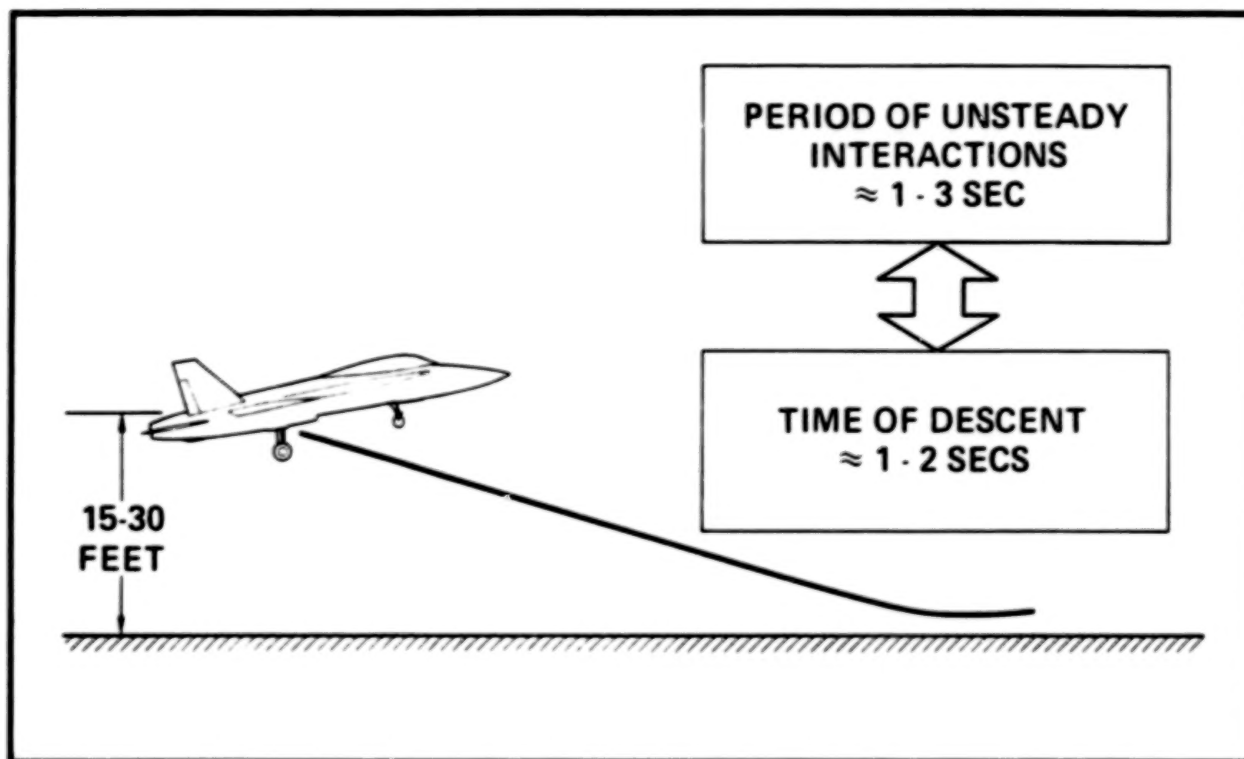 PERIOD OF UNSTEADY
INTERACTIONS
≈ 1 - 3 SEC
TIME OF DESCENT
≈ 1 - 2 SECS
15-30
FEET